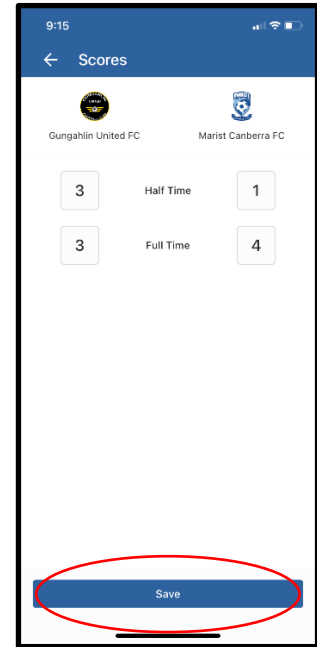 9:15
Scores
Gungahlin United FC Marist Canberra FC
3 Half Time 1
3 Full Time 4
Save